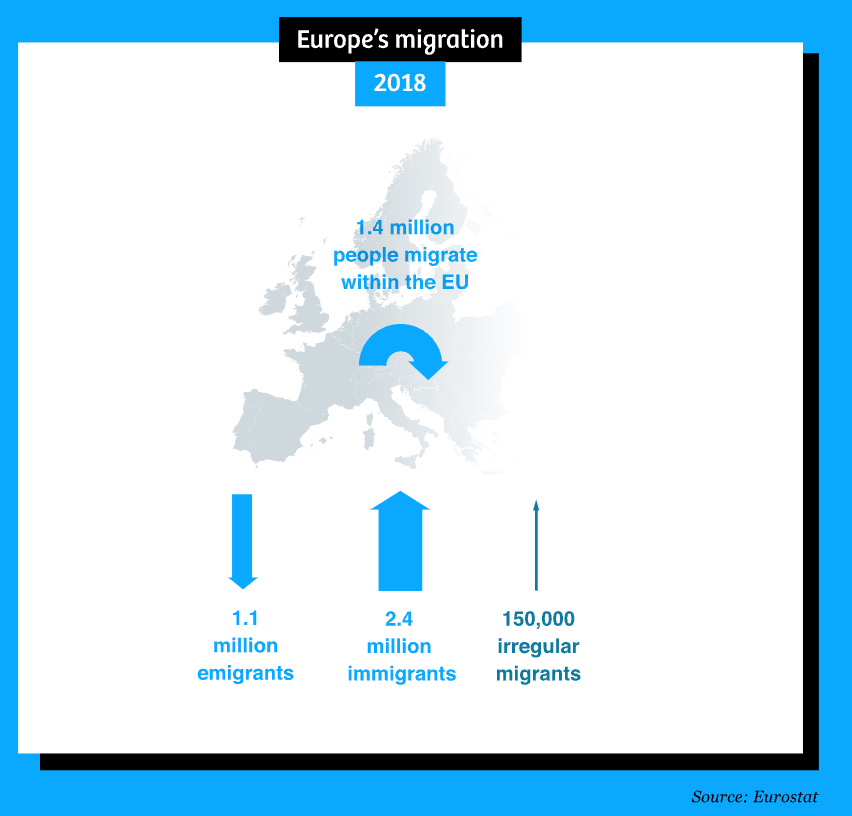 Europe’s migration
2018
1.4 million
people migrate
within the EU
1.1
million
emigrants
2.4
million
immigrants
150,000
irregular
migrants
Source: Eurostat